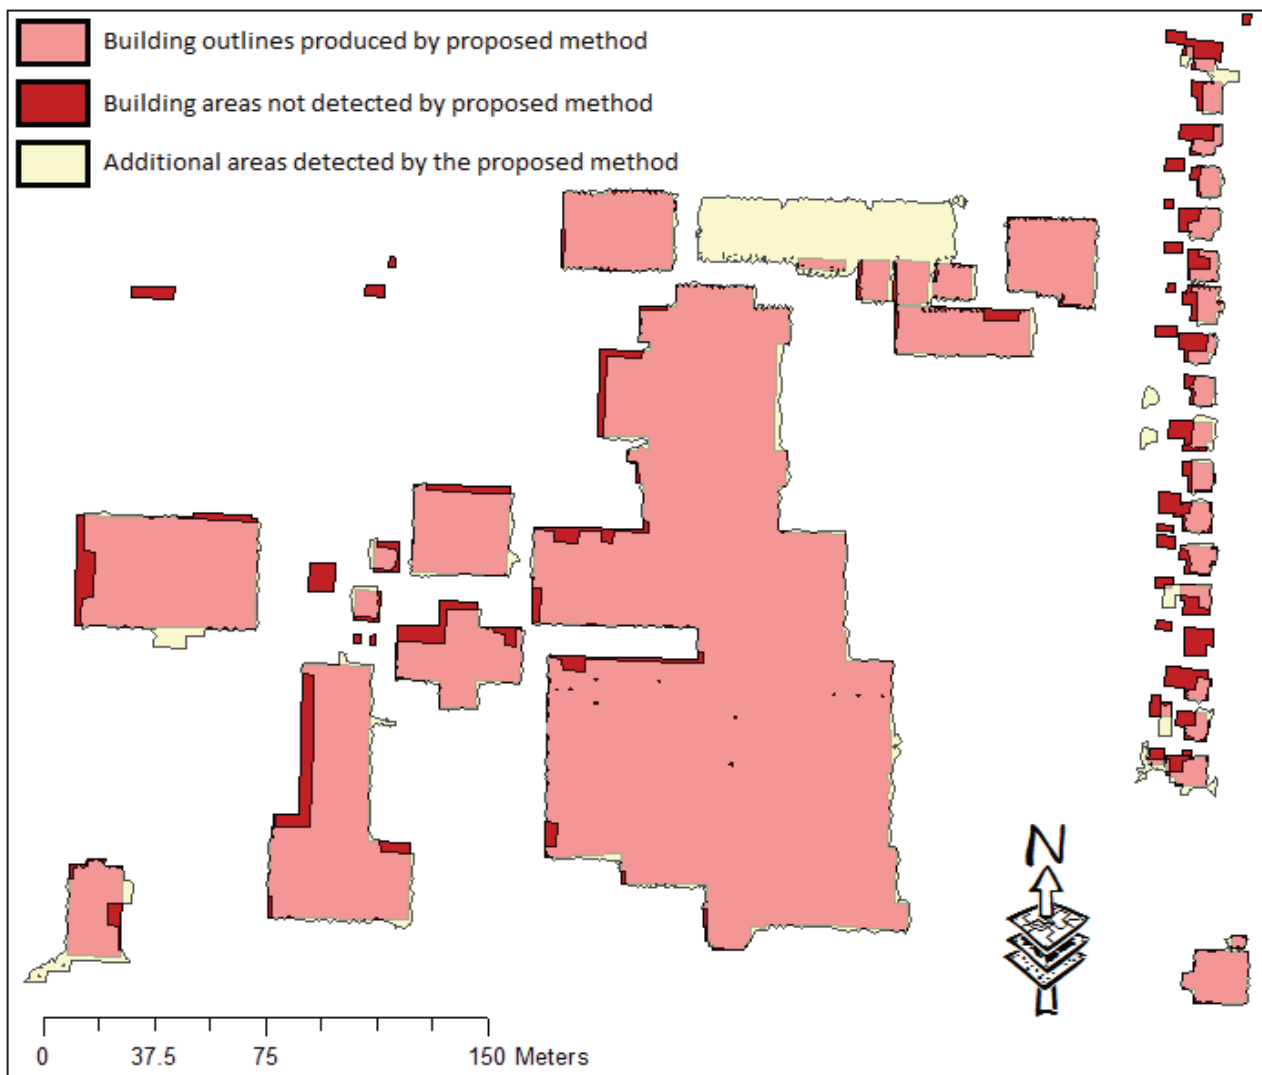 Building outlines produced by proposed method
Building areas not detected by proposed method
Additional areas detected by the proposed method
N
0 37.5 75 150 Meters